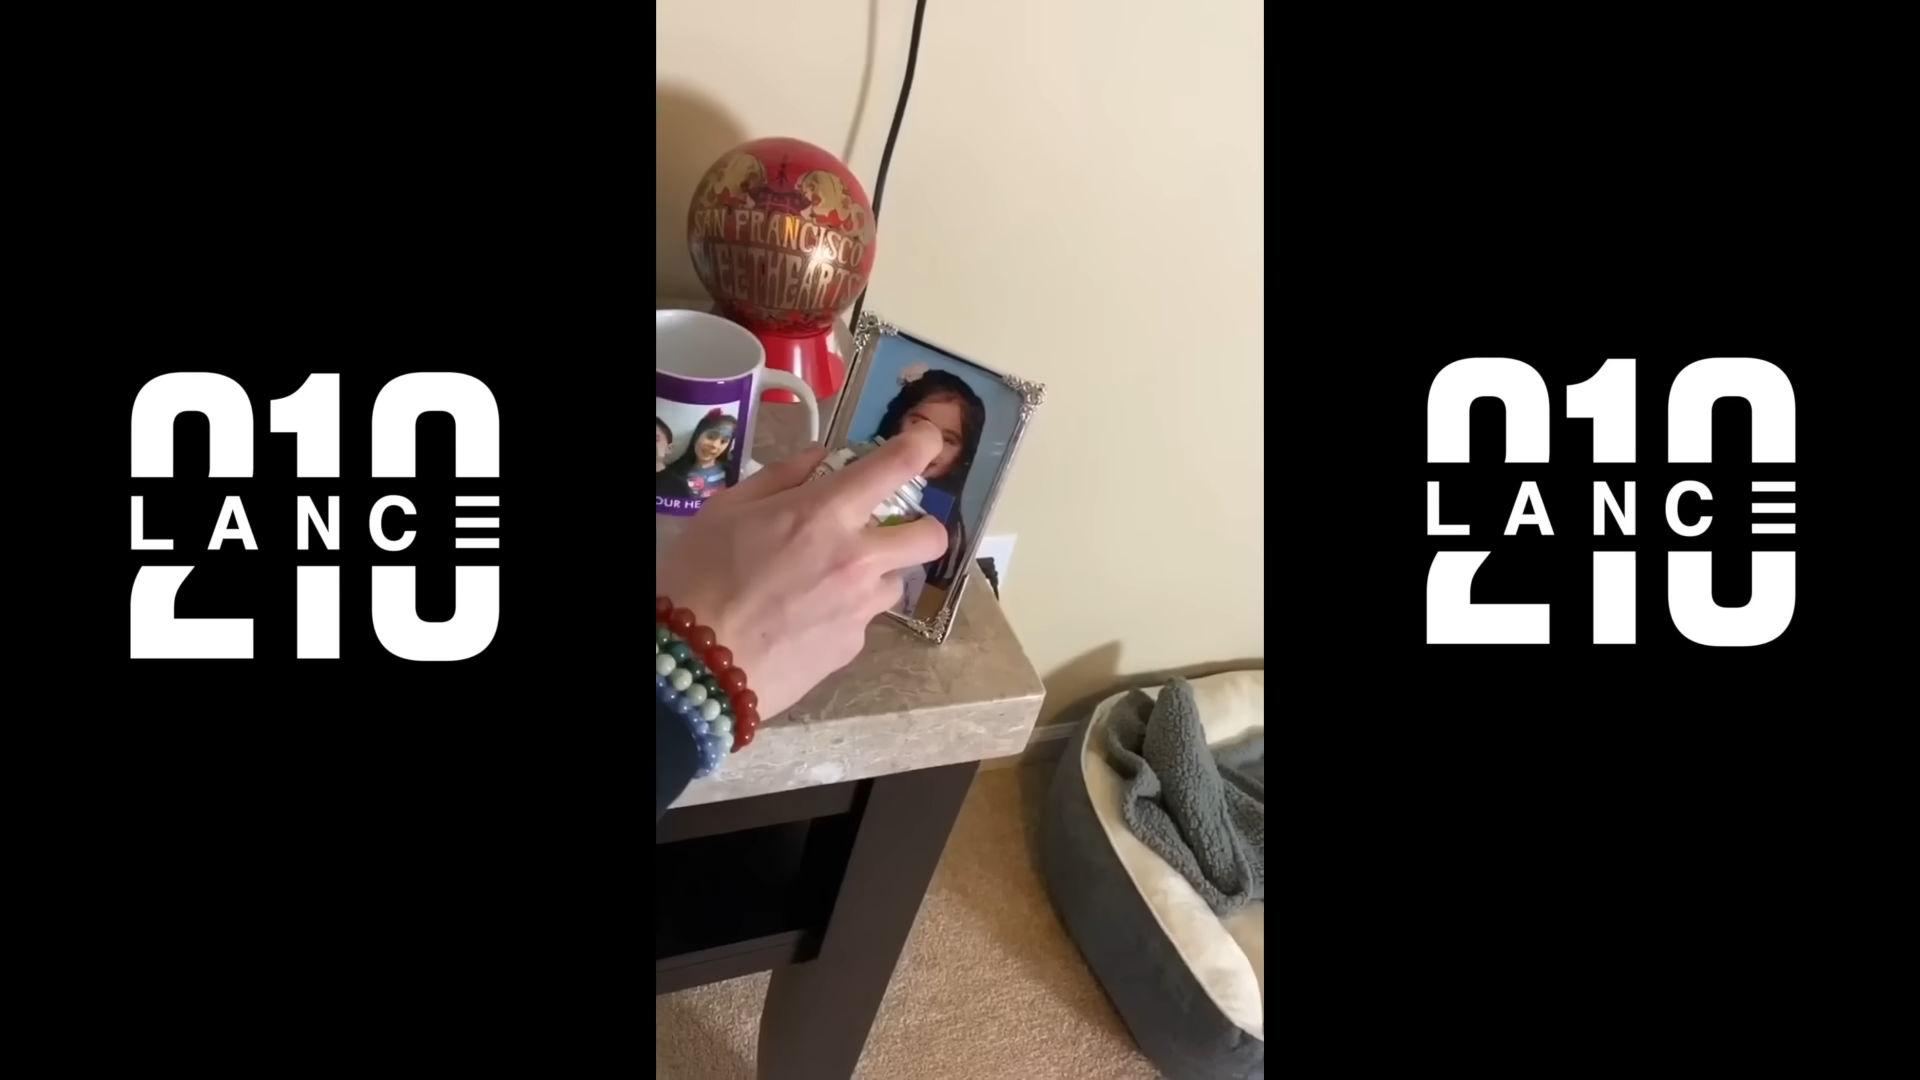 210
LANCE
SAN FRANCISCO
SWEETHEARTS
OUR HE
210
LANCE